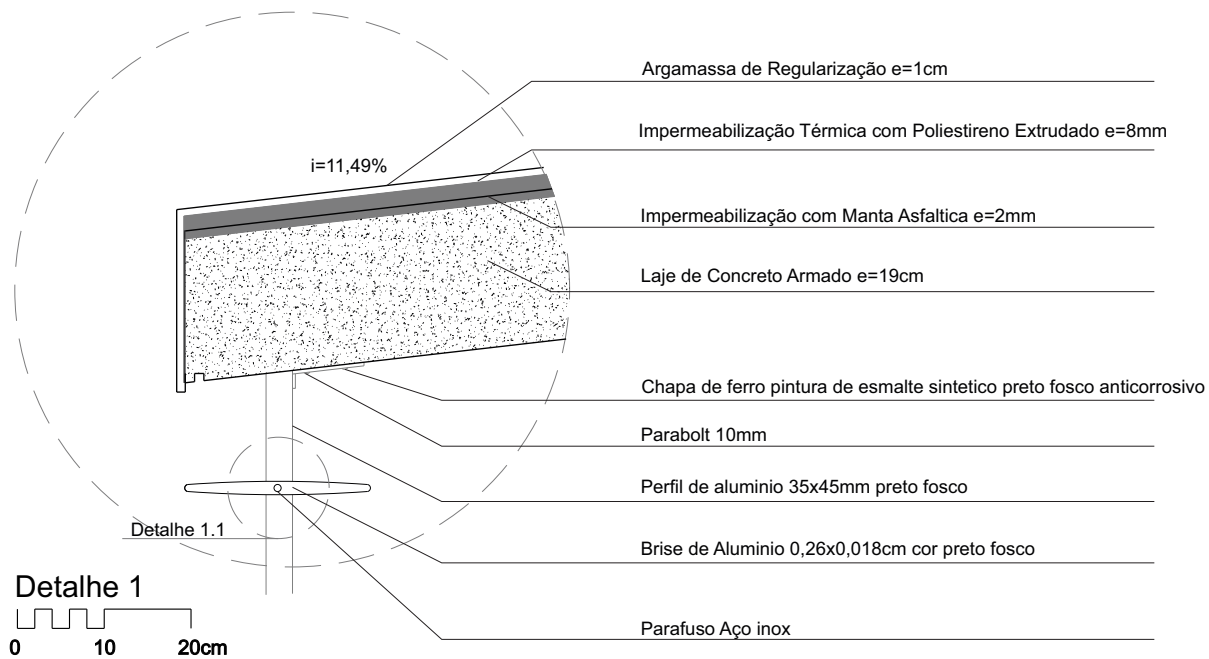 Argamassa de Regularização e=1cm
Impermeabilização Térmica com Poliestireno Extrudado e=8mm
i=11,49%
Impermeabilização com Manta Asfaltica e=2mm
Laje de Concreto Armado e=19cm
Chapa de ferro pintura de esmalte sintetico preto fosco anticorrosivo
Parabolt 10mm
Perfil de aluminio 35x45mm preto fosco
Detalhe 1.1
Brise de Aluminio 0,26x0,018cm cor preto fosco
Detalhe 1
Parafuso Aço inox
0 10 20cm